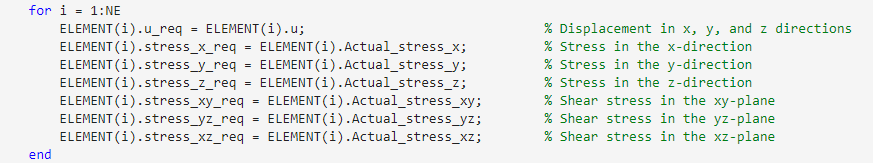 for i = 1:NE
ELEMENT(i).u_req = ELEMENT(i).u; % Displacement in x, y, and z directions
ELEMENT(i).stress_x_req = ELEMENT(i).Actual_stress_x; % Stress in the x-direction
ELEMENT(i).stress_y_req = ELEMENT(i).Actual_stress_y; % Stress in the y-direction
ELEMENT(i).stress_z_req = ELEMENT(i).Actual_stress_z; % Stress in the z-direction
ELEMENT(i).stress_xy_req = ELEMENT(i).Actual_stress_xy; % Shear stress in the xy-plane
ELEMENT(i).stress_yz_req = ELEMENT(i).Actual_stress_yz; % Shear stress in the yz-plane
ELEMENT(i).stress_xz_req = ELEMENT(i).Actual_stress_xz; % Shear stress in the xz-plane
end